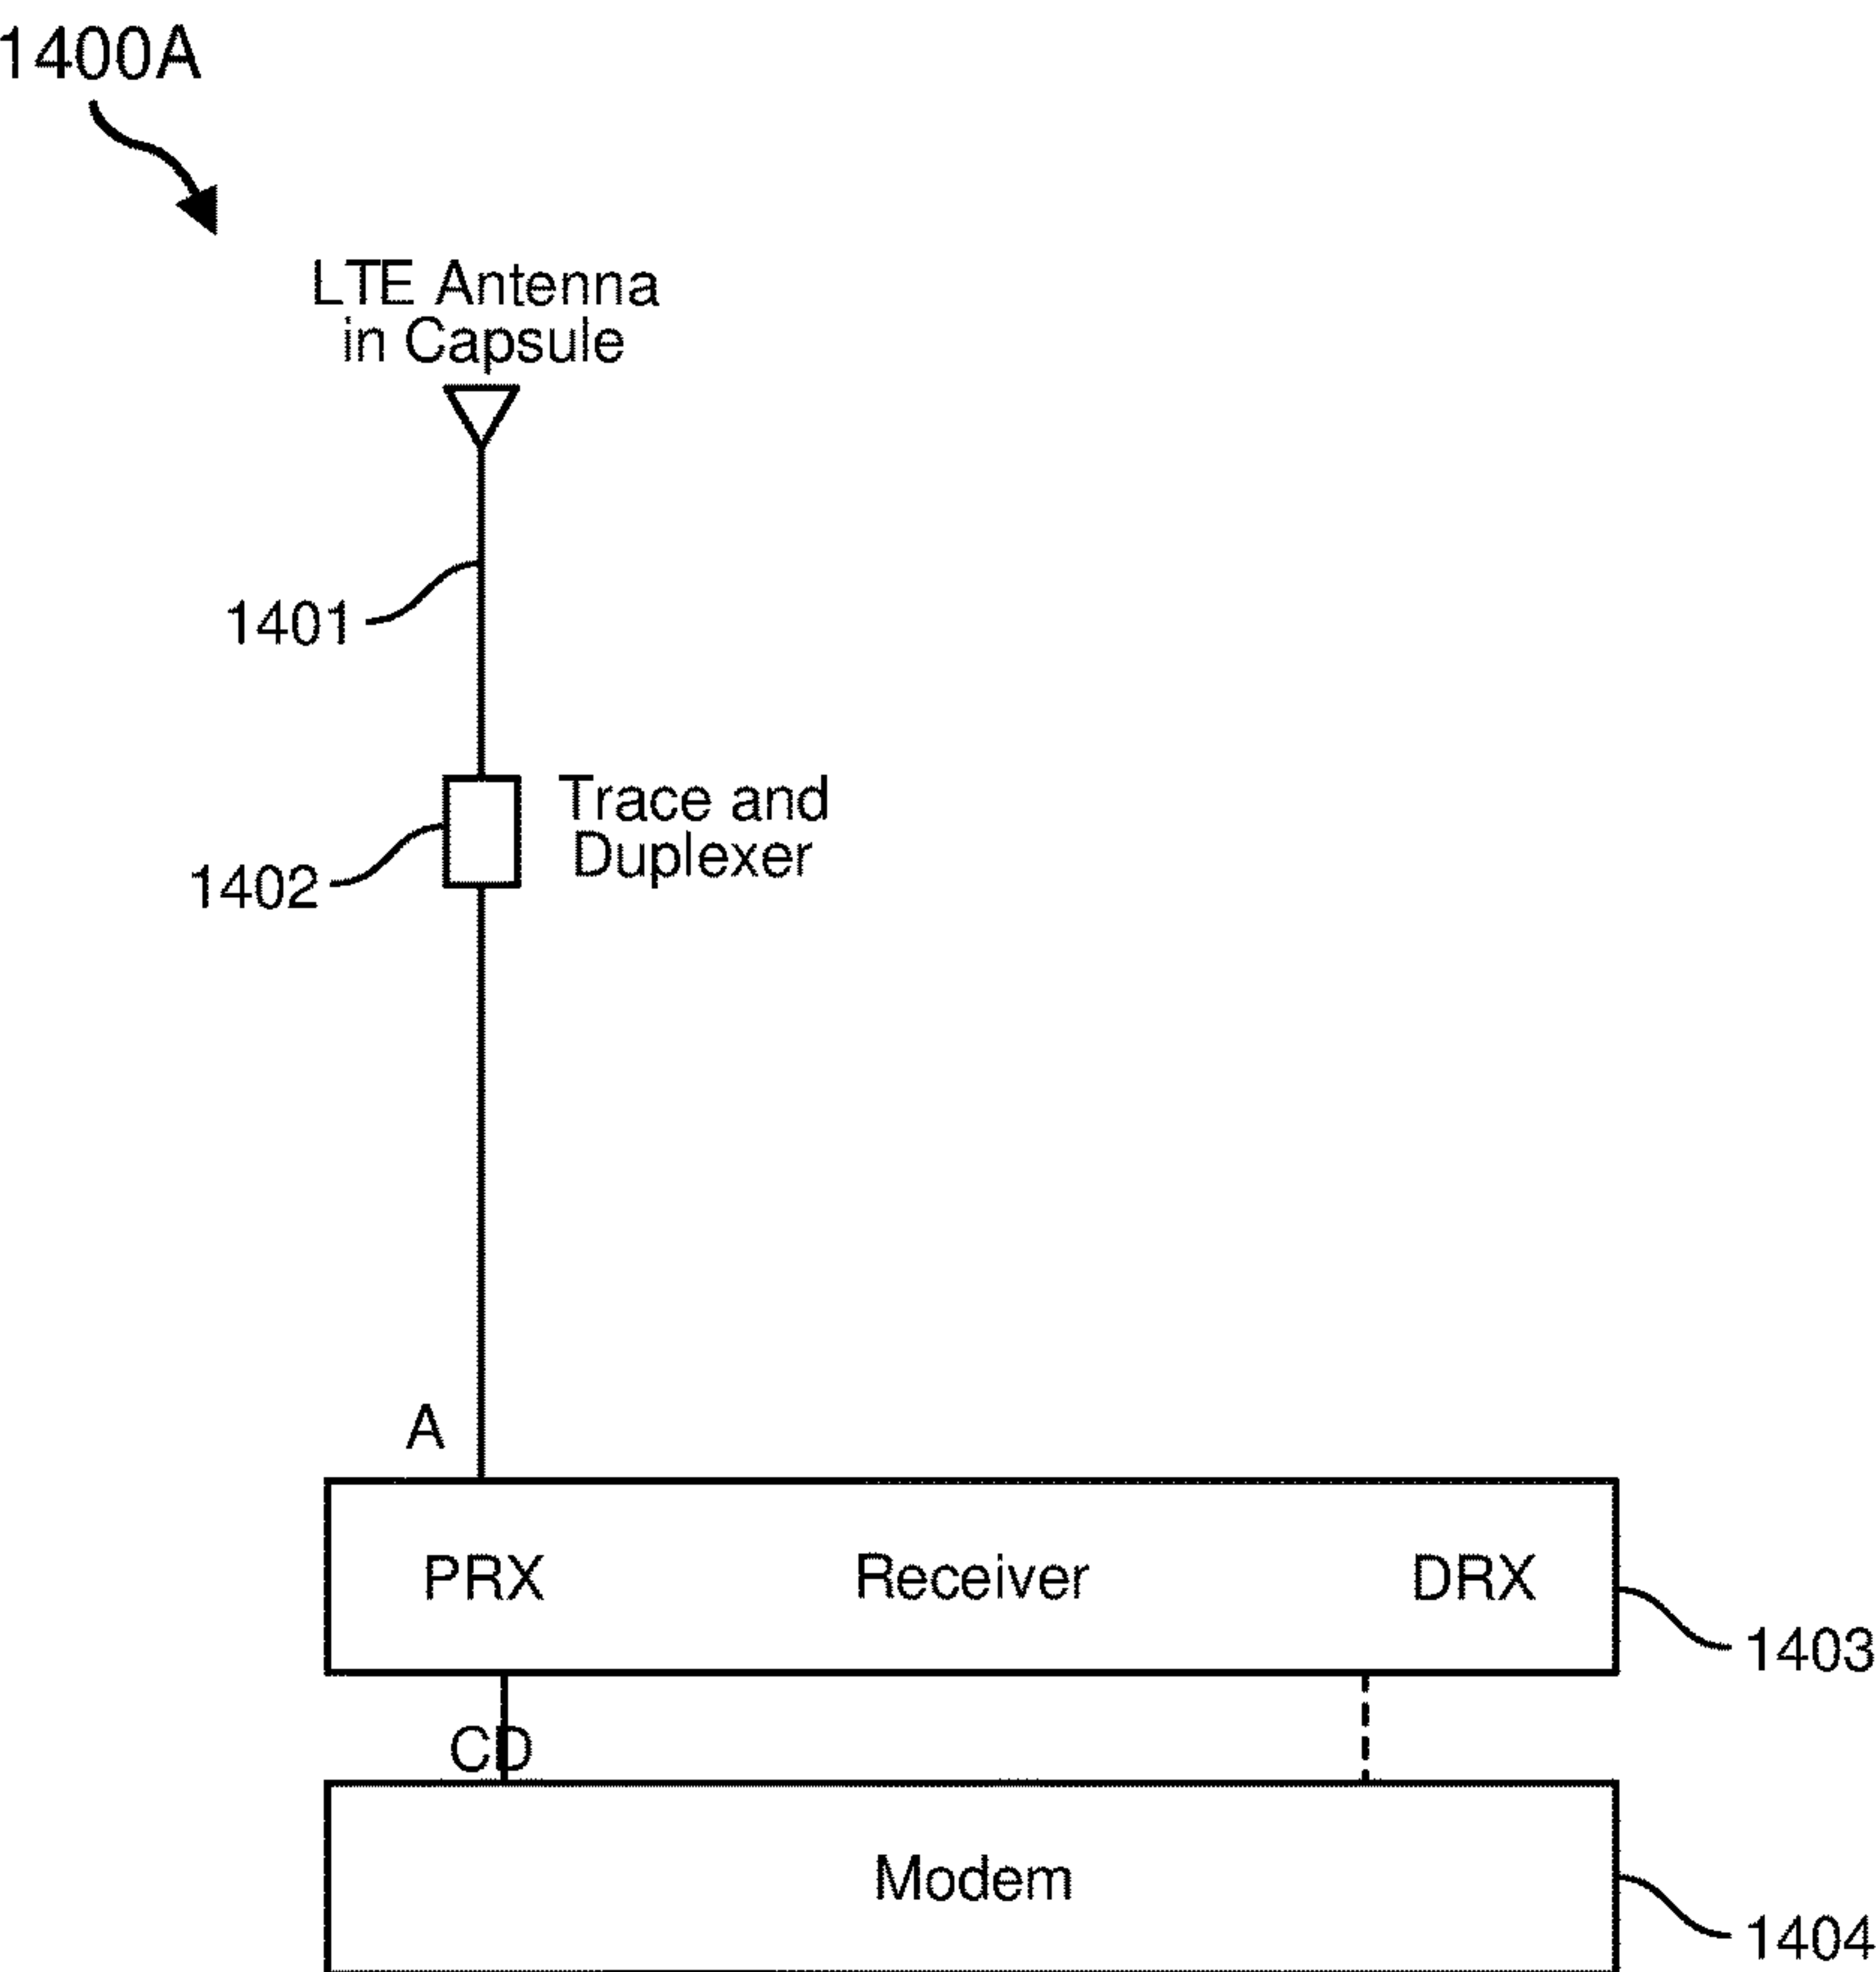 1400A
LTE Antenna
in Capsule
1401
Trace and
Duplexer
1402
A
PRX Receiver DRX
1403
CD
Modem
1404